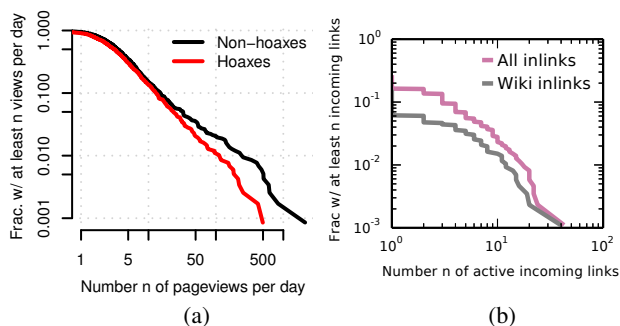 Frac. w/ at least n views per day
1.000
0.100
0.010
0.001
Non−hoaxes
Hoaxes
1 5 50 500
Number n of pageviews per day
(a)
Frac w/ at least n incoming links
10^0
10^-1
10^-2
10^-3
All inlinks
Wiki inlinks
10^0 10^1 10^2
Number n of active incoming links
(b)